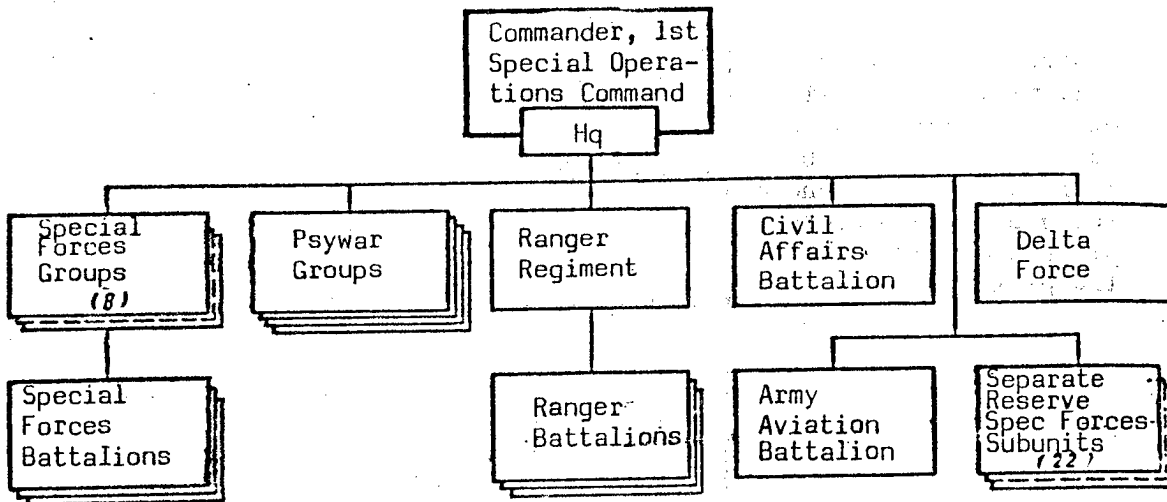 Commander, 1st
Special Opera-
tions Command
Hq
Special
Forces
Groups
(8)
Psywar
Groups
Ranger
Regiment
Civil
Affairs
Battalion
Delta
Force
Special
Forces
Battalions
Ranger
Battalions
Army
Aviation
Battalion
Separate
Reserve
Spec Forces
Subunits
(22)